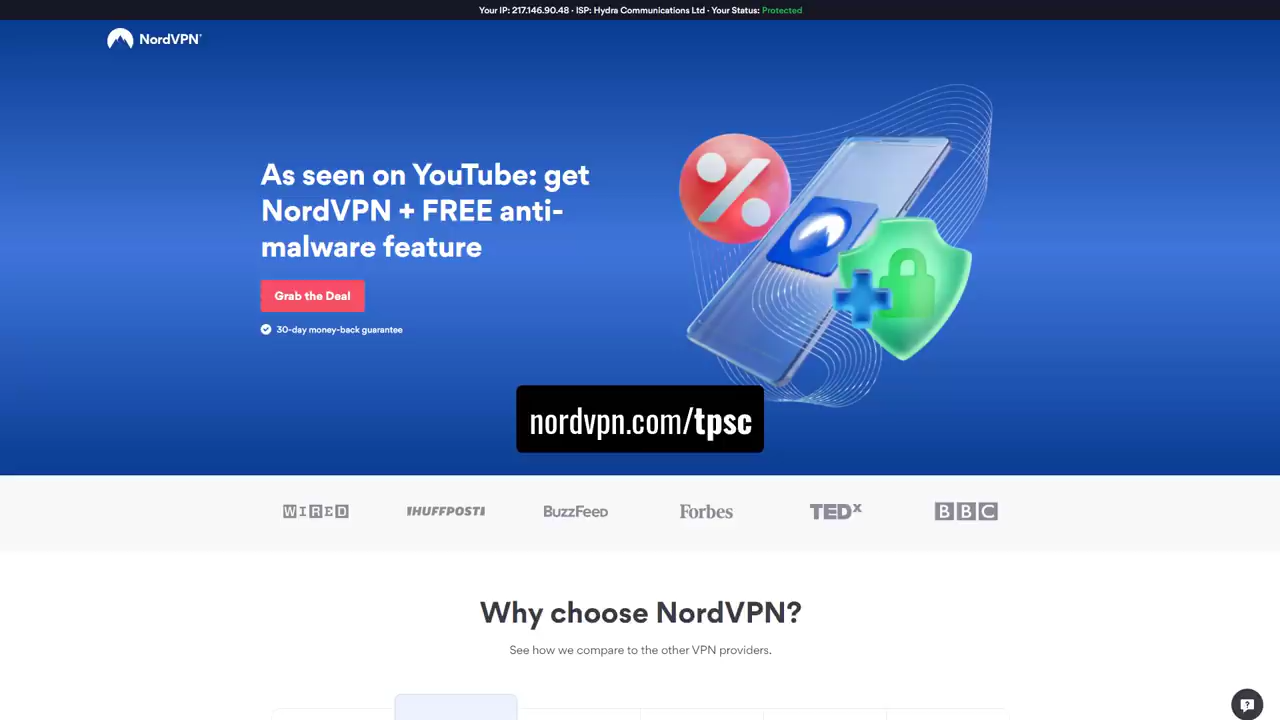 Your IP: 217.146.90.48 · ISP: Hydra Communications Ltd · Your Status: Protected
NordVPN®
As seen on YouTube: get
NordVPN + FREE anti-
malware feature
Grab the Deal
30-day money-back guarantee
nordvpn.com/tpsc
WIRED
IHUFFPOSTI
BuzzFeed
Forbes
TEDx
BBC
Why choose NordVPN?
See how we compare to the other VPN providers.